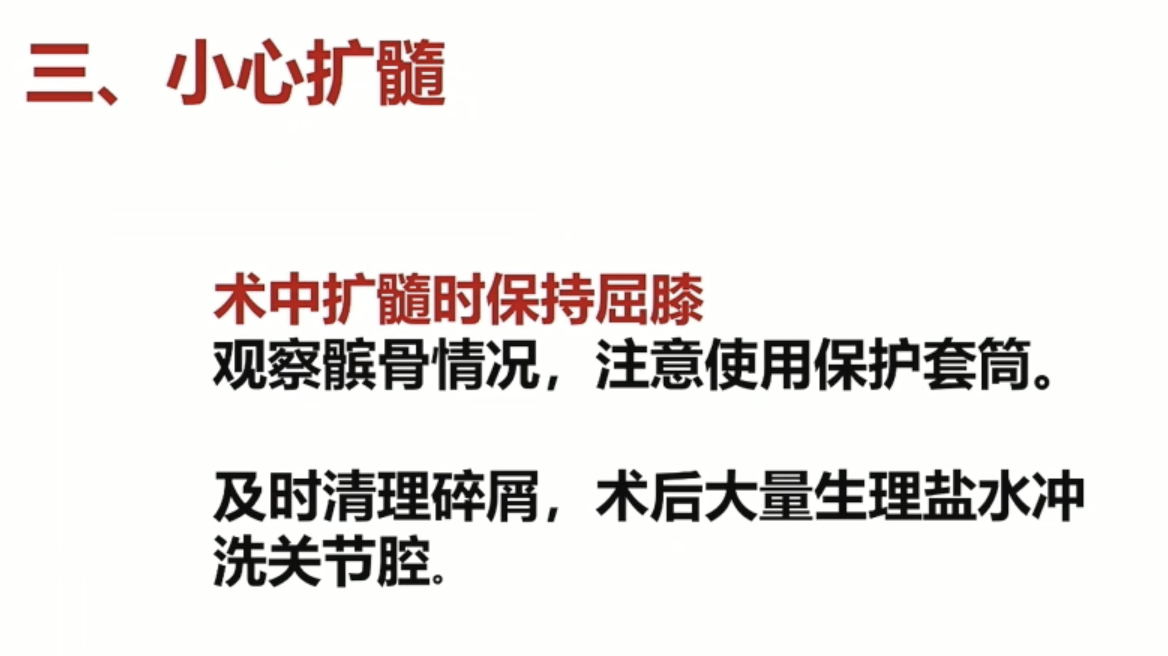 三、小心扩髓
术中扩髓时保持屈膝
观察髌骨情况，注意使用保护套筒。
及时清理碎屑，术后大量生理盐水冲
洗关节腔。